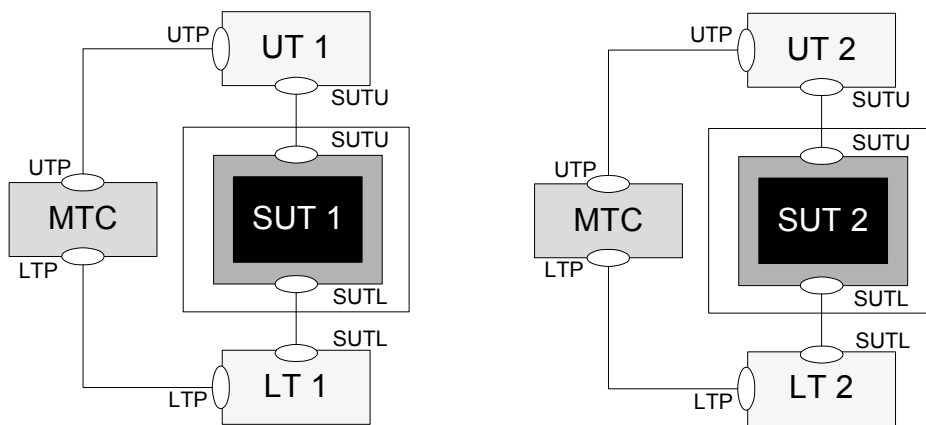 UTP UT 1
SUTU
SUTU
UTP
MTC SUT 1
LTP
SUTL
SUTL
LTP LT 1
UTP UT 2
SUTU
SUTU
UTP
MTC SUT 2
LTP
SUTL
SUTL
LTP LT 2